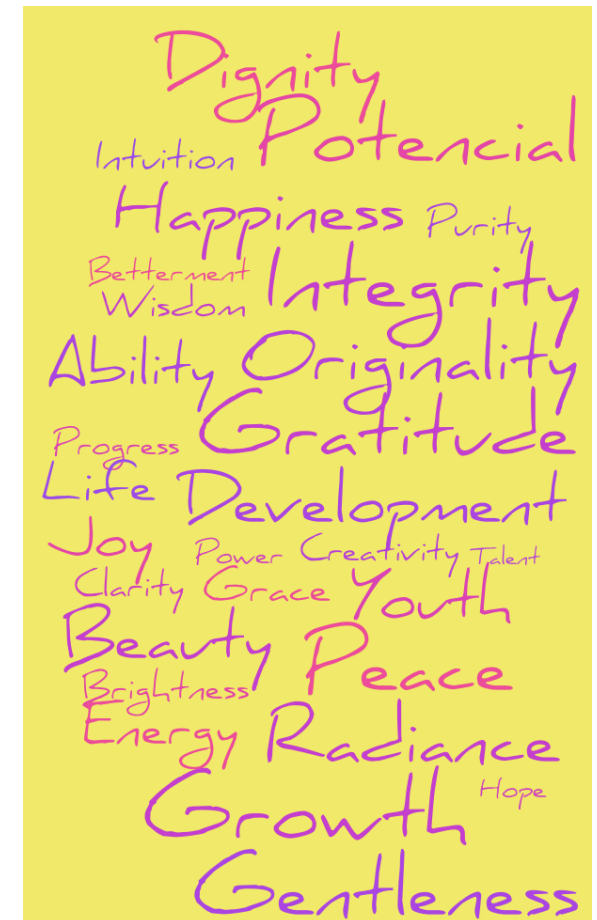 Dignity
Intuition Potencial
Happiness Purity
Betterment
Wisdom Integrity
Ability Originality
Progress Gratitude
Life Development
Joy Power Creativity Talent
Clarity Grace Youth
Beauty Peace
Brightness
Energy Radiance
Growth Hope
Gentleness